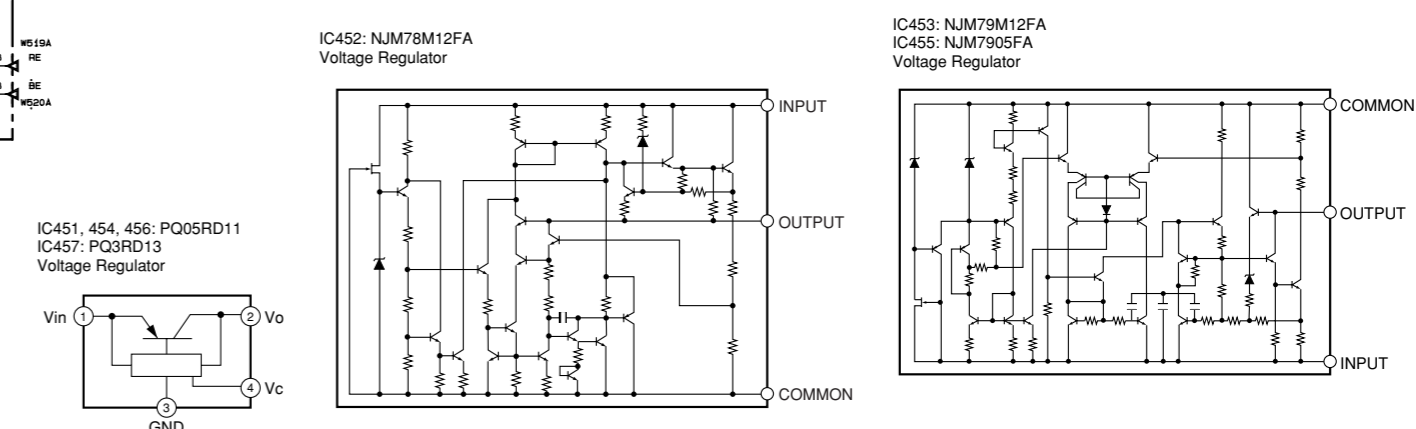 W519A
RE
BE
W520A
IC451, 454, 456: PQ05RD11
IC457: PQ3RD13
Voltage Regulator
Vin
1
2
Vo
4
Vc
3
GND
IC452: NJM78M12FA
Voltage Regulator
INPUT
OUTPUT
COMMON
IC453: NJM79M12FA
IC455: NJM7905FA
Voltage Regulator
COMMON
OUTPUT
INPUT